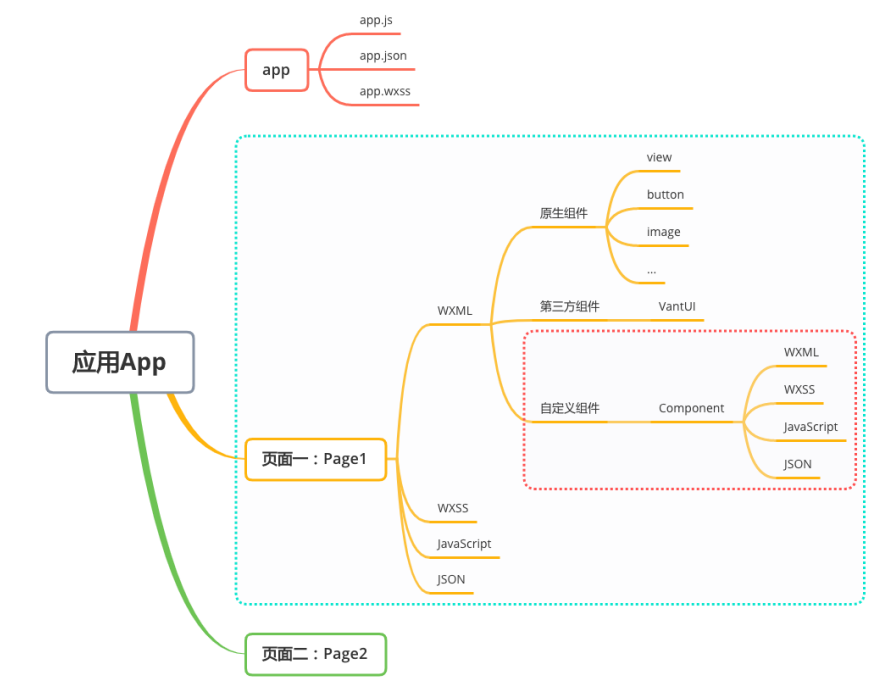 app.js
app
app.json
app.wxss
view
button
原生组件
image
...
WXML
第三方组件
VantUI
应用App
WXML
WXSS
自定义组件
Component
JavaScript
JSON
页面一：Page1
WXSS
JavaScript
JSON
页面二：Page2